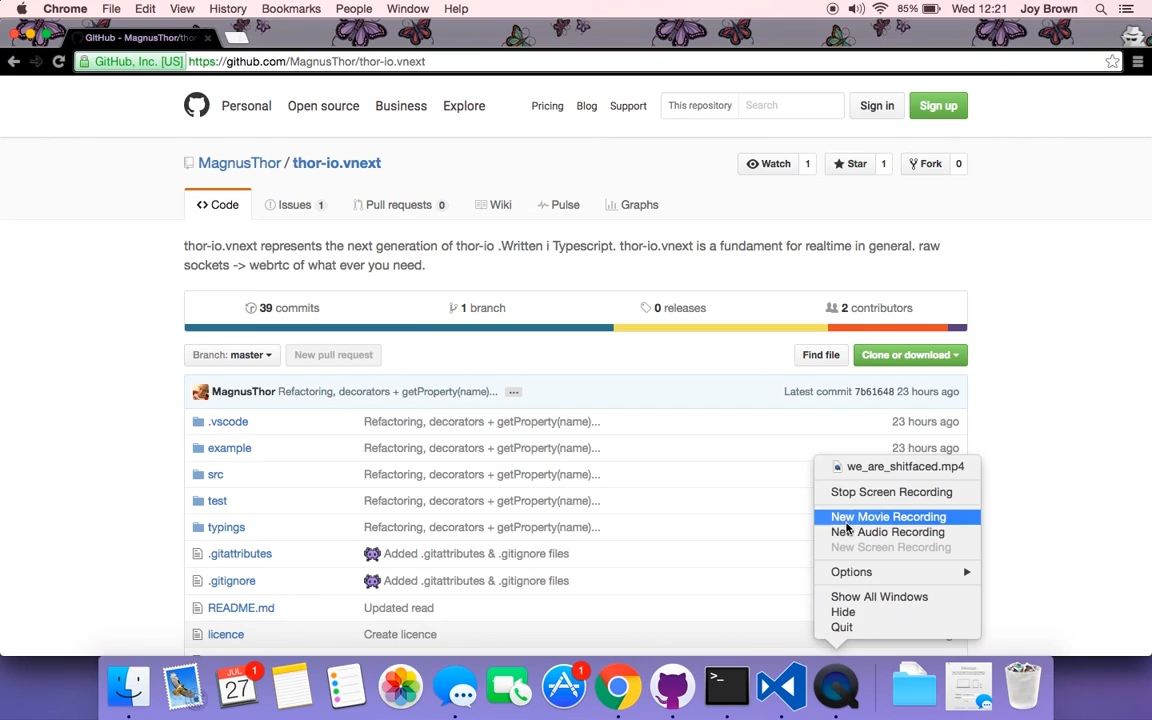 Chrome File Edit View History Bookmarks People Window Help 85% Wed 12:21 Joy Brown
GitHub - MagnusThor/thor
GitHub, Inc. [US] https://github.com/MagnusThor/thor-io.vnext
Personal Open source Business Explore Pricing Blog Support This repository Search Sign in Sign up
MagnusThor / thor-io.vnext Watch 1 Star 1 Fork 0
Code Issues 1 Pull requests 0 Wiki Pulse Graphs
thor-io.vnext represents the next generation of thor-io .Written i Typescript. thor-io.vnext is a fundament for realtime in general. raw
sockets -> webrtc of what ever you need.
39 commits 1 branch 0 releases 2 contributors
Branch: master New pull request Find file Clone or download
MagnusThor Refactoring, decorators + getProperty(name)... ... Latest commit 7b61648 23 hours ago
.vscode Refactoring, decorators + getProperty(name)... 23 hours ago
example Refactoring, decorators + getProperty(name)... 23 hours ago
src Refactoring, decorators + getProperty(name)...
test Refactoring, decorators + getProperty(name)...
typings Refactoring, decorators + getProperty(name)...
.gitattributes Added .gitattributes & .gitignore files
.gitignore Added .gitattributes & .gitignore files
README.md Updated read
licence Create licence
we_are_shitfaced.mp4
Stop Screen Recording
New Movie Recording
New Audio Recording
New Screen Recording
Options
Show All Windows
Hide
Quit
JUL 27 1 1